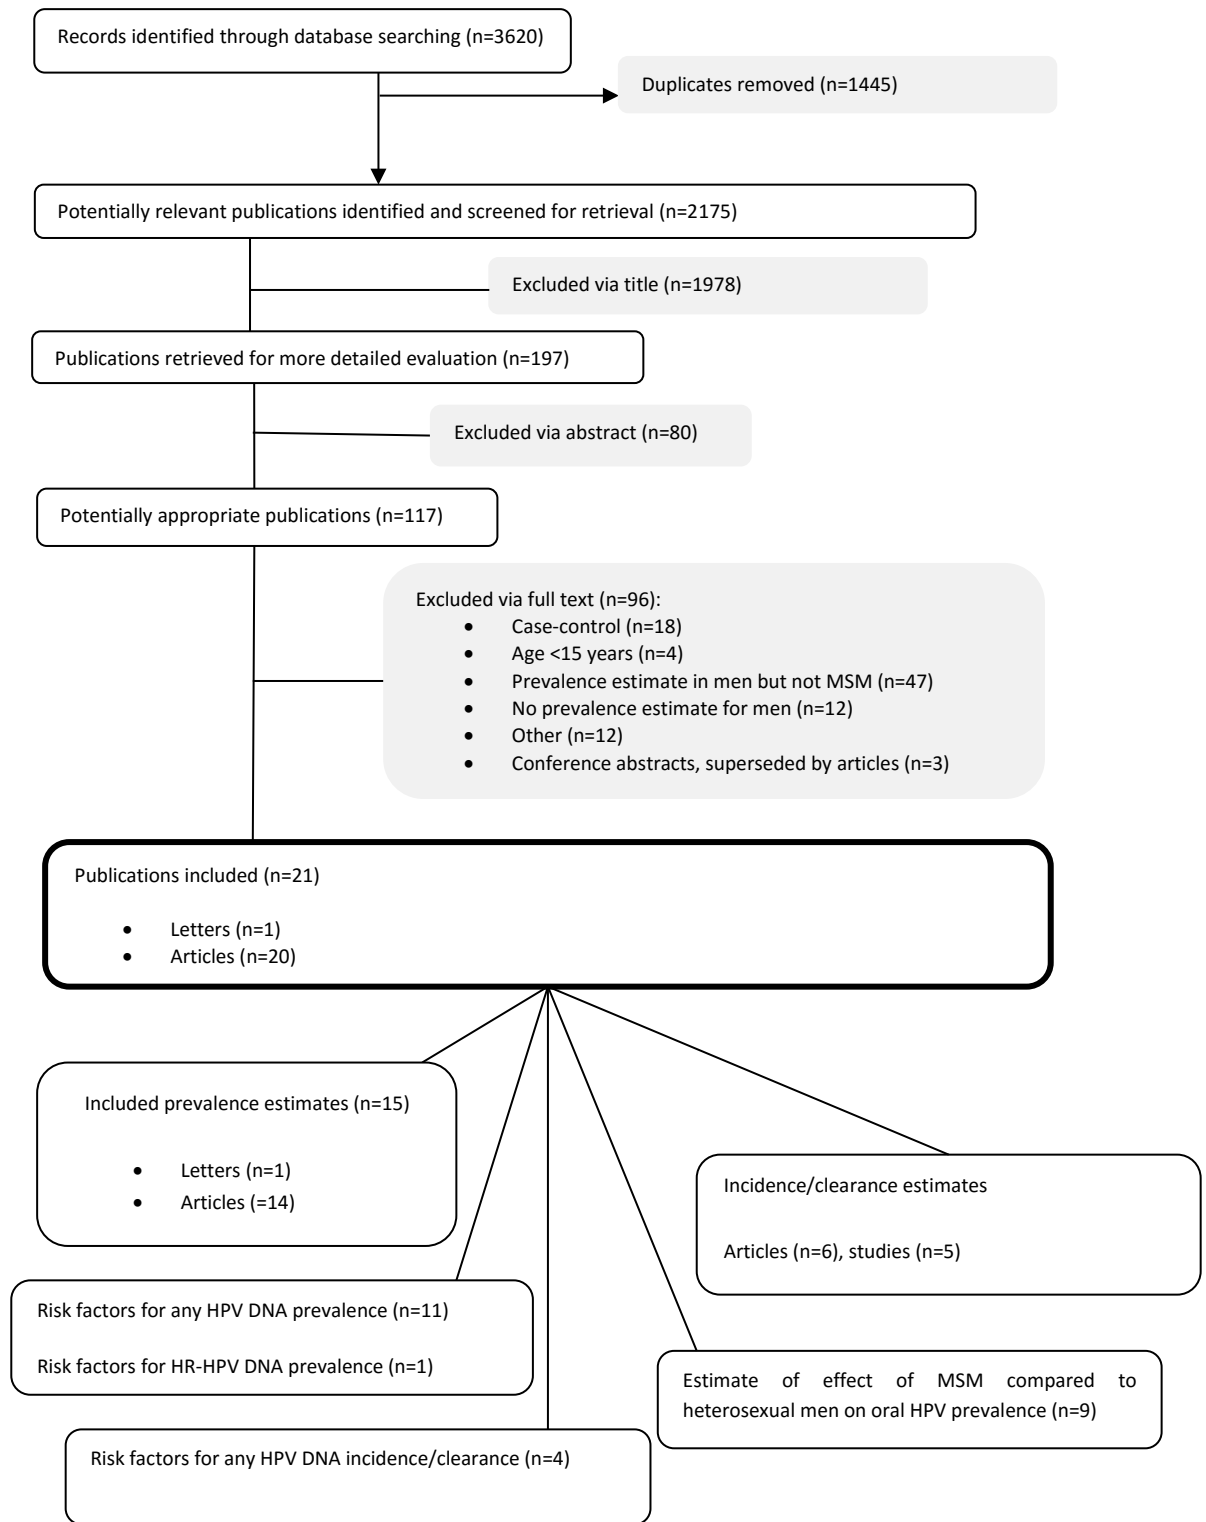 Records identified through database searching (n=3620)
Duplicates removed (n=1445)
Potentially relevant publications identified and screened for retrieval (n=2175)
Excluded via title (n=1978)
Publications retrieved for more detailed evaluation (n=197)
Excluded via abstract (n=80)
Potentially appropriate publications (n=117)
Excluded via full text (n=96):
• Case-control (n=18)
• Age <15 years (n=4)
• Prevalence estimate in men but not MSM (n=47)
• No prevalence estimate for men (n=12)
• Other (n=12)
• Conference abstracts, superseded by articles (n=3)
Publications included (n=21)
• Letters (n=1)
• Articles (n=20)
Included prevalence estimates (n=15)
• Letters (n=1)
• Articles (=14)
Incidence/clearance estimates
Articles (n=6), studies (n=5)
Risk factors for any HPV DNA prevalence (n=11)
Risk factors for HR-HPV DNA prevalence (n=1)
Estimate of effect of MSM compared to
heterosexual men on oral HPV prevalence (n=9)
Risk factors for any HPV DNA incidence/clearance (n=4)